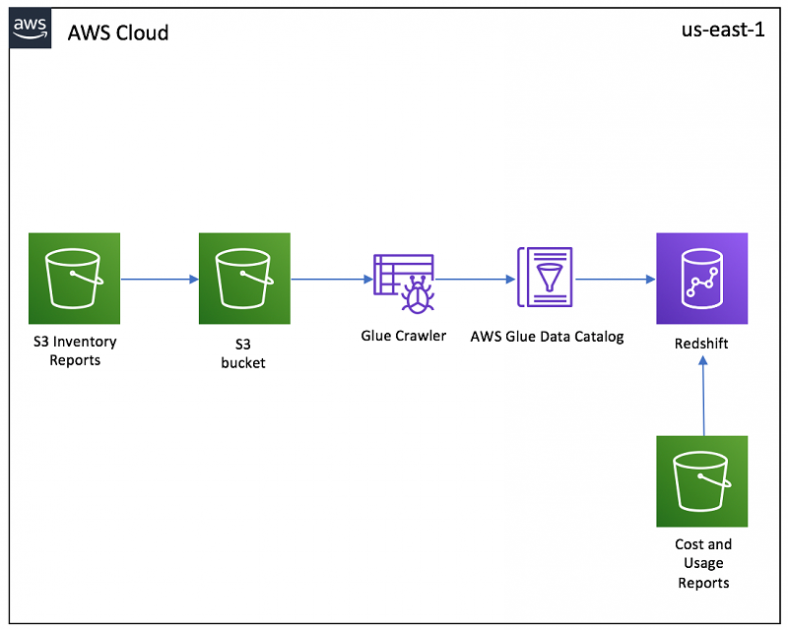 aws
AWS Cloud
us-east-1
S3 Inventory
Reports
S3
bucket
Glue Crawler
AWS Glue Data Catalog
Redshift
Cost and
Usage
Reports